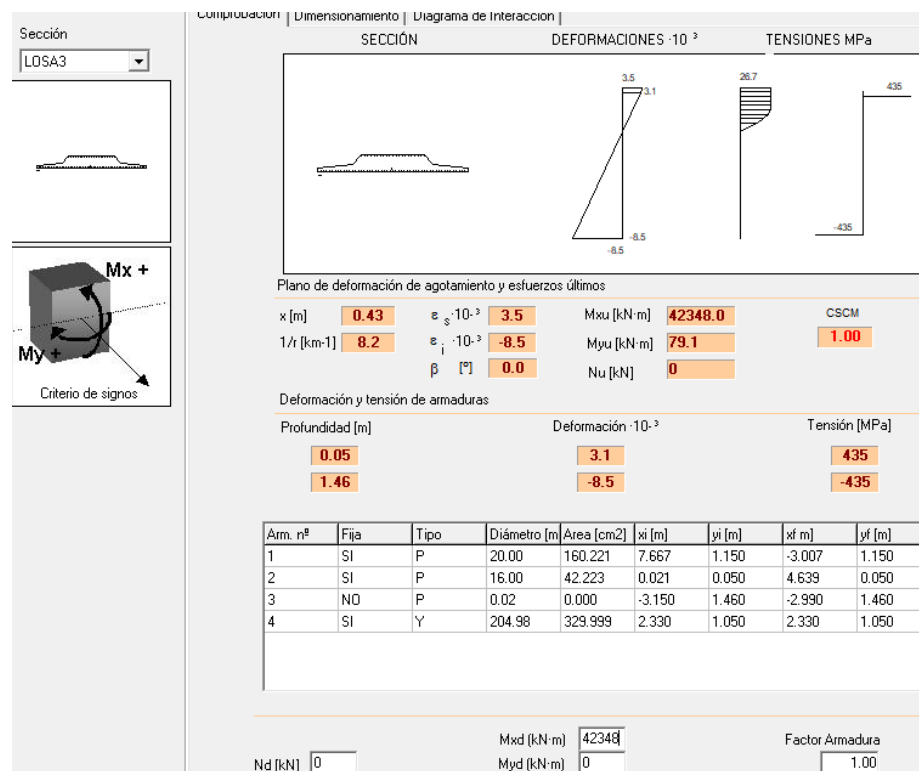 Comprobación | Dimensionamiento | Diagrama de Interacción
Sección
LOSA3
SECCIÓN DEFORMACIONES ·10 ³ TENSIONES MPa
3.5
3.1
-8.5
-8.5
26.7
435
-435
Mx +
My +
Criterio de signos
Plano de deformación de agotamiento y esfuerzos últimos
x [m] 0.43 ε s ·10-³ 3.5 Mxu [kN·m] 42348.0 CSCM
1/r [km-1] 8.2 ε i ·10-³ -8.5 Myu [kN·m] 79.1 1.00
β [º] 0.0 Nu [kN] 0
Deformación y tensión de armaduras
Profundidad [m] Deformación ·10-³ Tensión [MPa]
0.05 3.1 435
1.46 -8.5 -435
Arm. nº Fija Tipo Diámetro [m Area [cm2] xi [m] yi [m] xf m] yf [m]
1 SI P 20.00 160.221 7.667 1.150 -3.007 1.150
2 SI P 16.00 42.223 0.021 0.050 4.639 0.050
3 NO P 0.02 0.000 -3.150 1.460 -2.990 1.460
4 SI Y 204.98 329.999 2.330 1.050 2.330 1.050
Mxd (kN·m) 42348 Factor Armadura
Nd [kN] 0 Myd (kN·m) 0 1.00